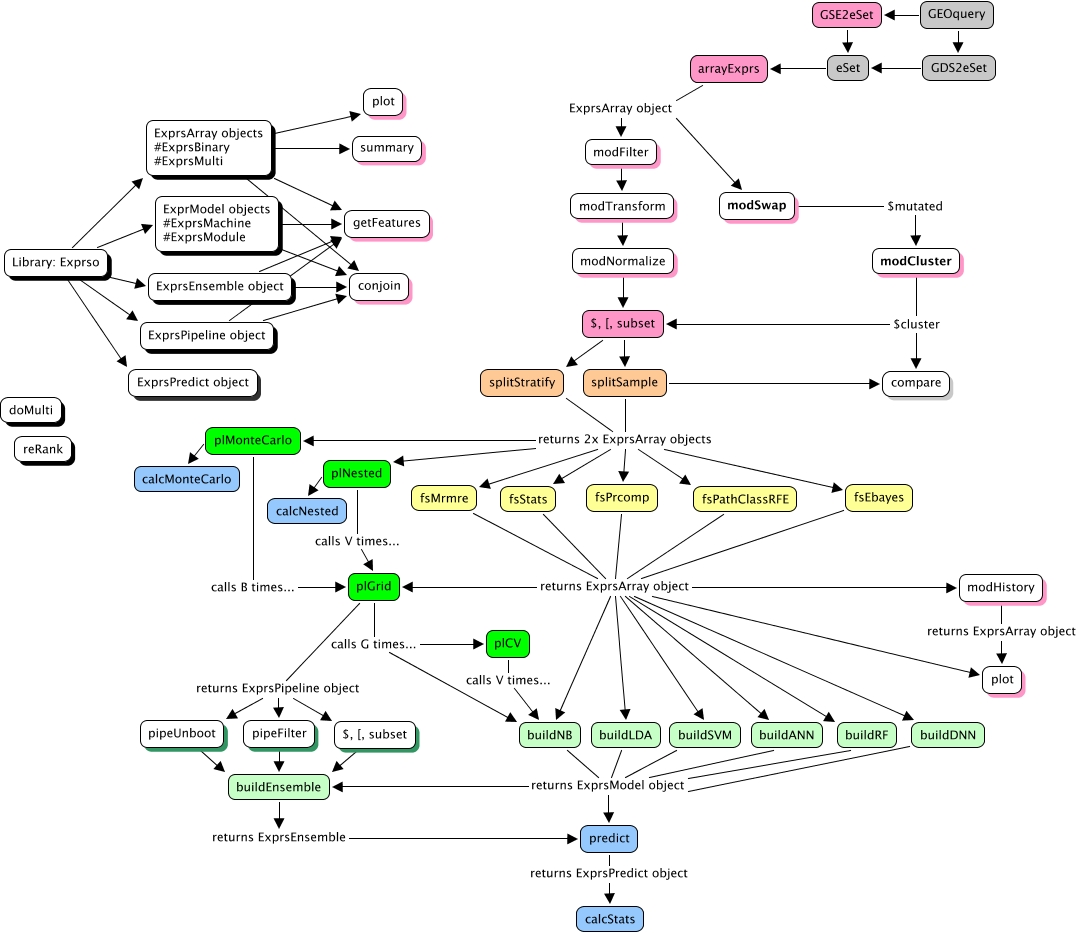 GSE2eSet
GEOquery
arrayExprs
eSet
GDS2eSet
plot
ExprsArray object
ExprsArray objects
#ExprsBinary
#ExprsMulti
summary
modFilter
ExprModel objects
#ExprsMachine
#ExprsModule
getFeatures
modTransform
modSwap
$mutated
Library: Exprso
modNormalize
modCluster
ExprsEnsemble object
conjoin
$, [, subset
$cluster
ExprsPipeline object
ExprsPredict object
splitStratify
splitSample
compare
doMulti
reRank
plMonteCarlo
returns 2x ExprsArray objects
calcMonteCarlo
plNested
calcNested
fsMrmre
fsStats
fsPrcomp
fsPathClassRFE
fsEbayes
calls V times...
calls B times...
plGrid
returns ExprsArray object
modHistory
returns ExprsArray object
calls G times...
plCV
calls V times...
plot
returns ExprsPipeline object
pipeUnboot
pipeFilter
$, [, subset
buildNB
buildLDA
buildSVM
buildANN
buildRF
buildDNN
buildEnsemble
returns ExprsModel object
returns ExprsEnsemble
predict
returns ExprsPredict object
calcStats